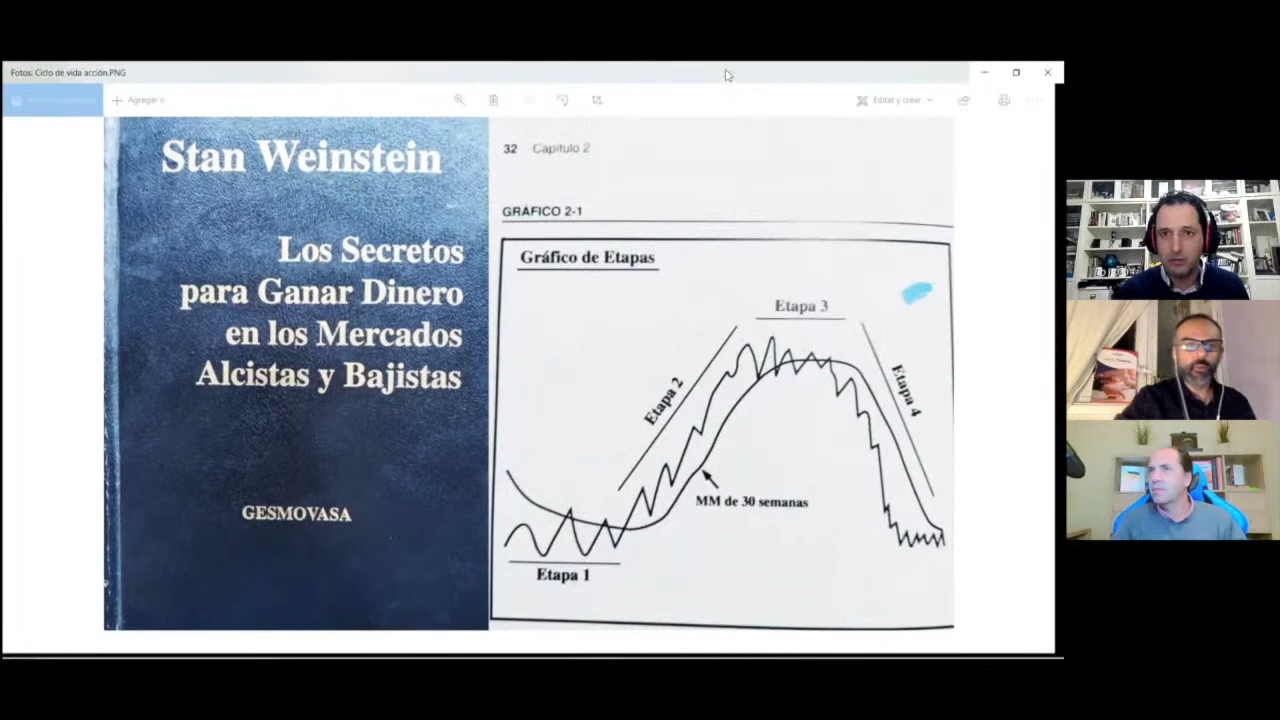 Fotos: Ciclo de vida acción.PNG
Agregar a
Editar y crear
Stan Weinstein
Los Secretos
para Ganar Dinero
en los Mercados
Alcistas y Bajistas
GESMOVASA
32 Capítulo 2
GRÁFICO 2-1
Gráfico de Etapas
Etapa 3
Etapa 2
Etapa 4
MM de 30 semanas
Etapa 1